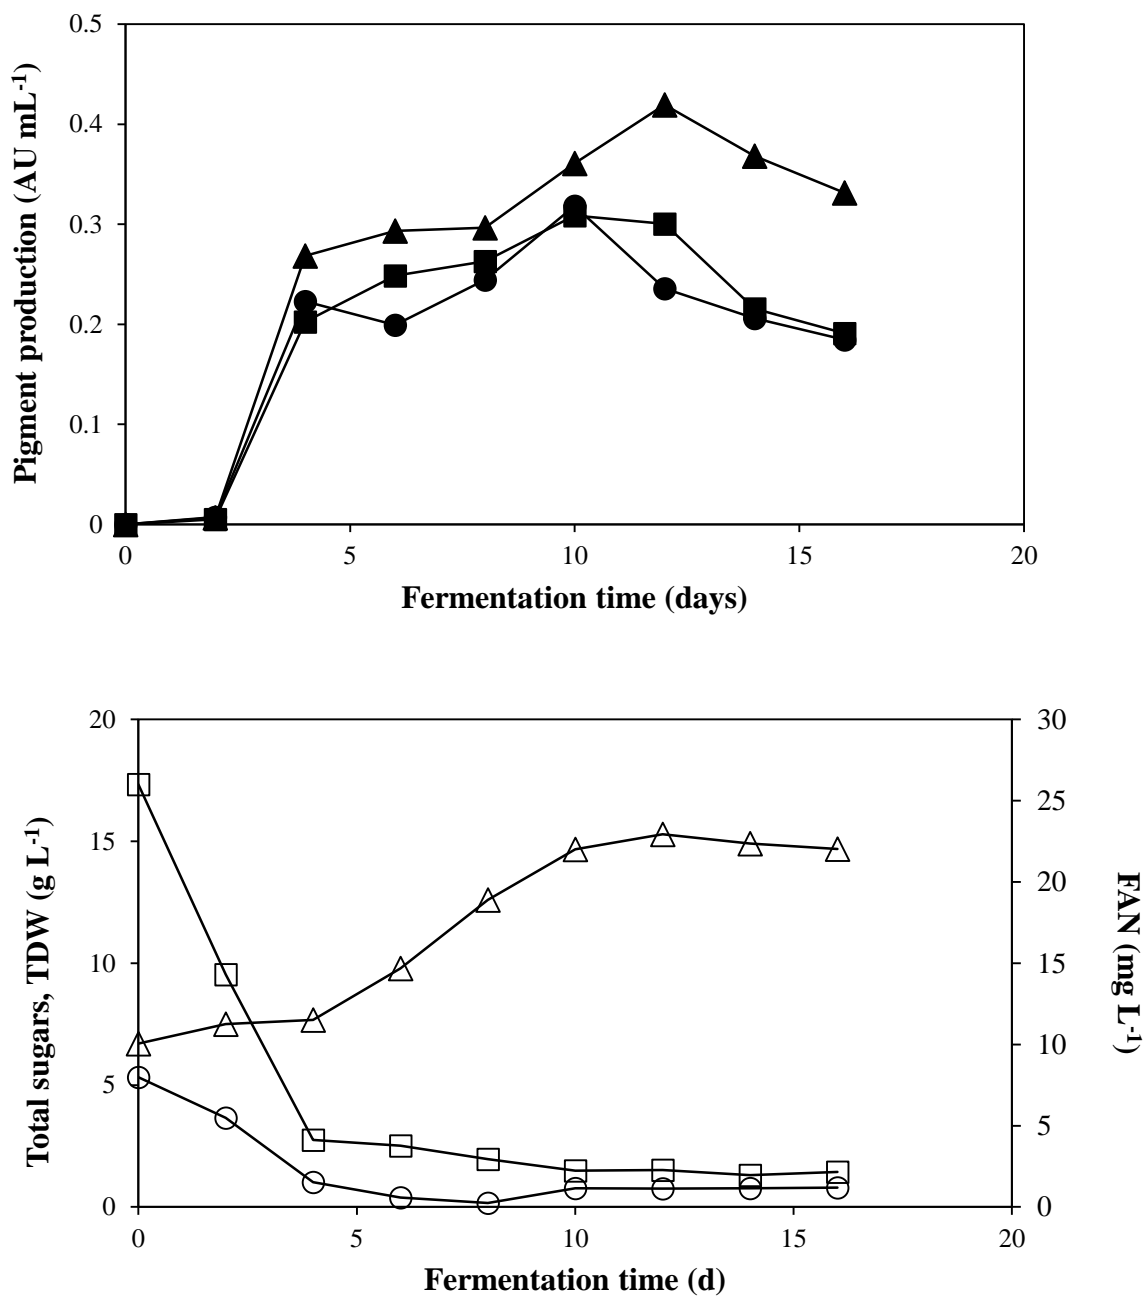 0.5
0.4
0.3
0.2
0.1
0
Pigment production (AU mL⁻¹)
0 5 10 15 20
Fermentation time (days)
20
15
10
5
0
Total sugars, TDW (g L⁻¹)
30
25
20
15
10
5
0
FAN (mg L⁻¹)
0 5 10 15 20
Fermentation time (d)